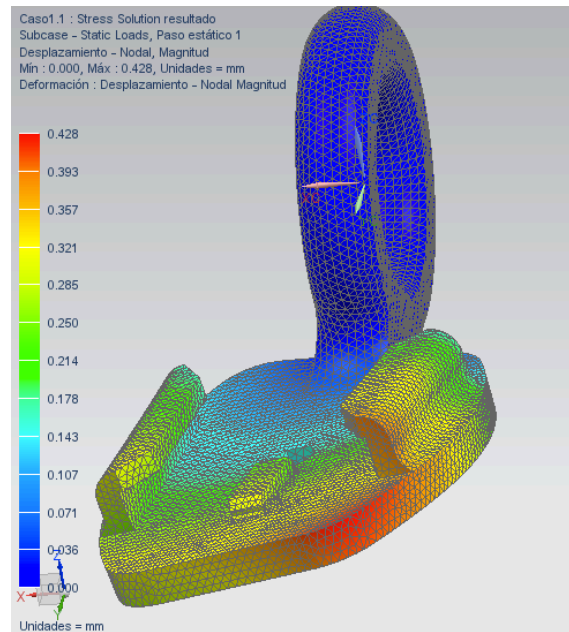 Caso1.1 : Stress Solution resultado
Subcase - Static Loads, Paso estático 1
Desplazamiento - Nodal, Magnitud
Mín : 0.000, Máx : 0.428, Unidades = mm
Deformación : Desplazamiento - Nodal Magnitud
0.428
0.393
0.357
0.321
0.285
0.250
0.214
0.178
0.143
0.107
0.071
0.036
0.000
Z
X
Y
Unidades = mm